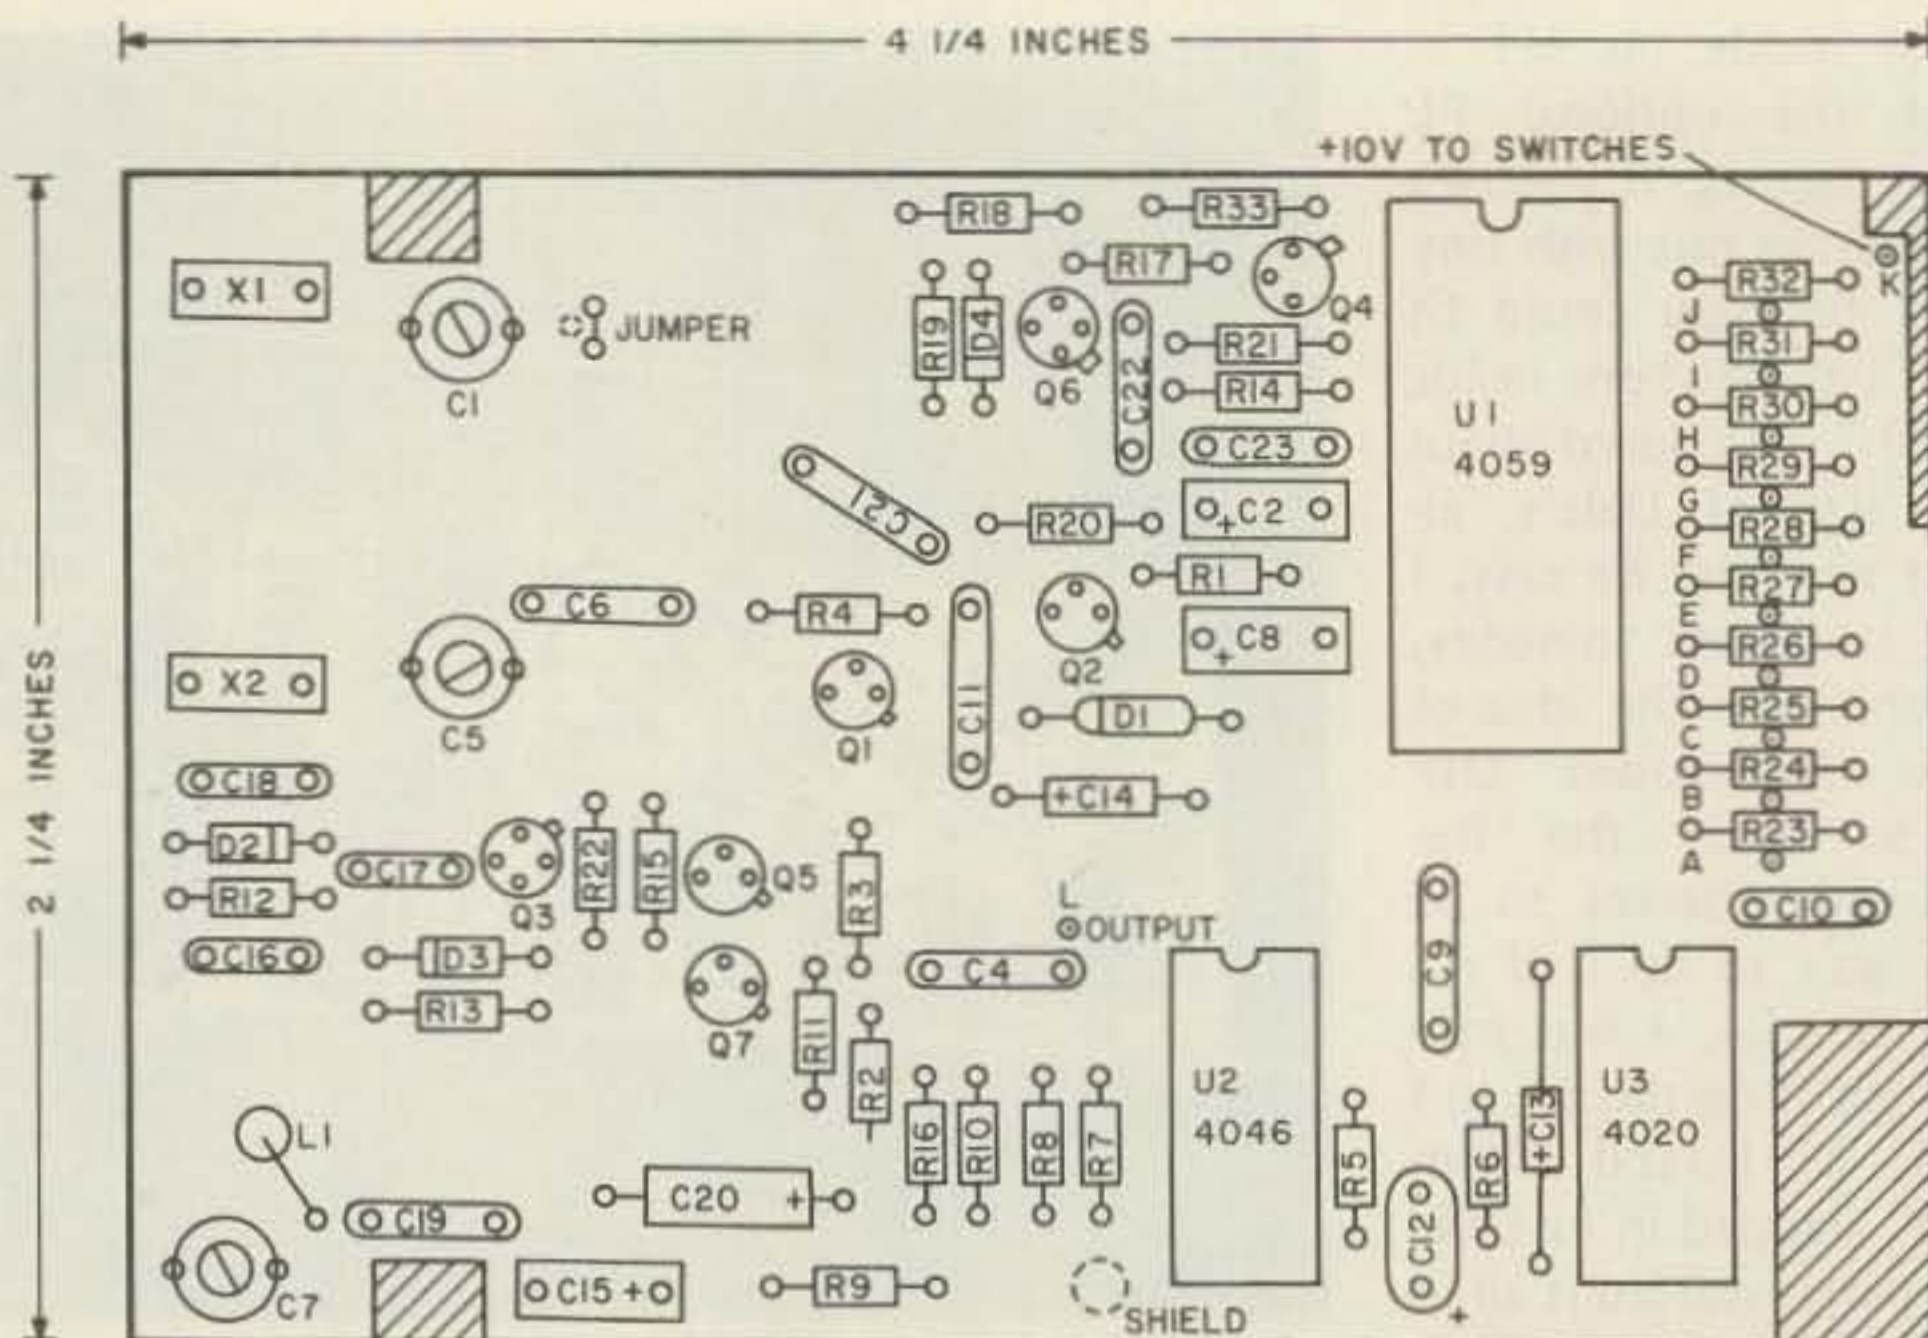 4 1/4 INCHES
+10V TO SWITCHES
R18
R33
R17
Q4
X1
JUMPER
C1
R19
D4
Q6
C22
R21
R14
C23
U1
4059
R32
K
J
R31
I
R30
H
R29
G
R28
F
R27
E
R26
D
R25
C
R24
B
R23
A
C21
R20
+C2
R1
C6
R4
Q2
+C8
2 1/4 INCHES
X2
C5
Q1
C11
D1
+C14
C18
D2
C17
R12
Q3
R22
R15
Q5
R3
L
OUTPUT
C10
C16
D3
C4
C9
R13
Q7
R11
R2
R16
R10
R8
R7
U2
4046
R5
R6
+C13
U3
4020
L1
C20 +
C19
C12
+
C7
C15+
R9
SHIELD